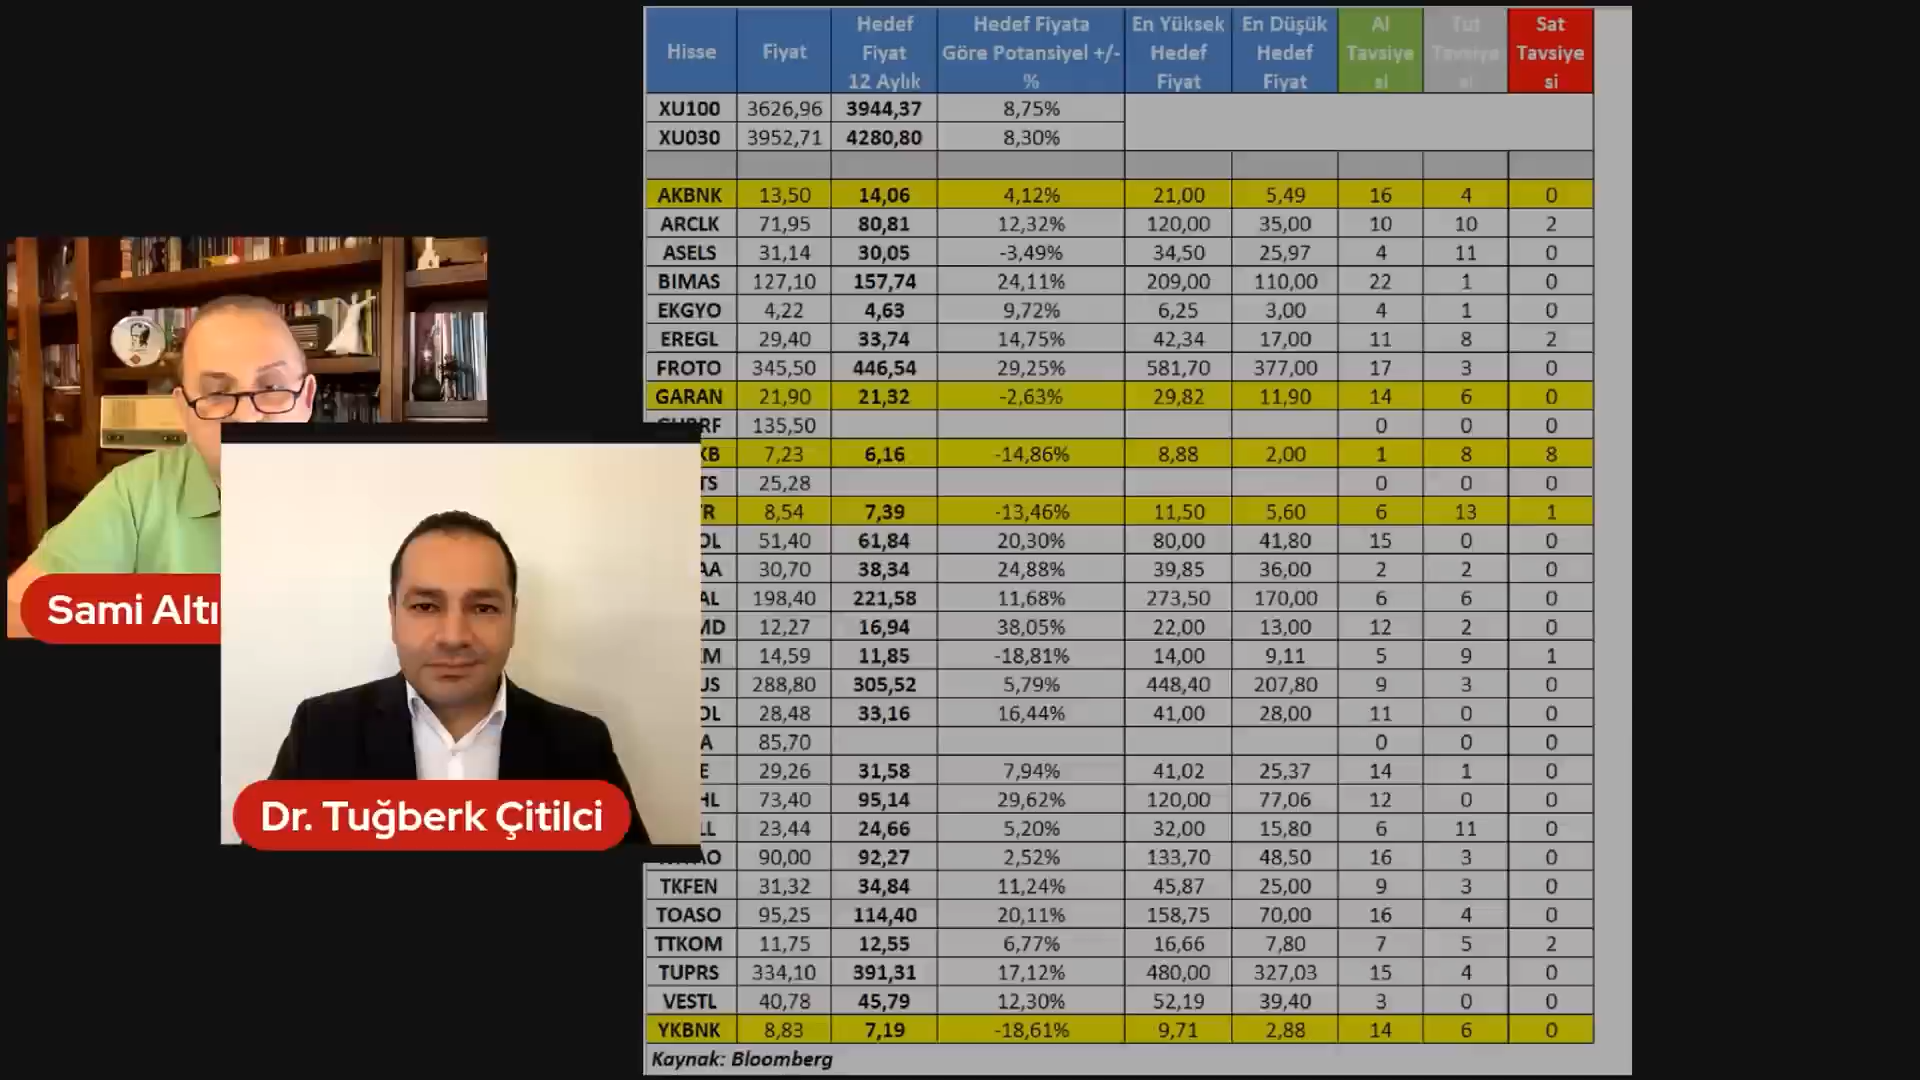 Hisse Fiyat Hedef Fiyat 12 Aylık Hedef Fiyata Göre Potansiyel +/- % En Yüksek Hedef Fiyat En Düşük Hedef Fiyat Al Tavsiye si Tut Tavsiye si Sat Tavsiye si
XU100 3626,96 3944,37 8,75%
XU030 3952,71 4280,80 8,30%
AKBNK 13,50 14,06 4,12% 21,00 5,49 16 4 0
ARCLK 71,95 80,81 12,32% 120,00 35,00 10 10 2
ASELS 31,14 30,05 -3,49% 34,50 25,97 4 11 0
BIMAS 127,10 157,74 24,11% 209,00 110,00 22 1 0
EKGYO 4,22 4,63 9,72% 6,25 3,00 4 1 0
EREGL 29,40 33,74 14,75% 42,34 17,00 11 8 2
FROTO 345,50 446,54 29,25% 581,70 377,00 17 3 0
GARAN 21,90 21,32 -2,63% 29,82 11,90 14 6 0
RF 135,50 0 0 0
KB 7,23 6,16 -14,86% 8,88 2,00 1 8 8
TS 25,28 0 0 0
TR 8,54 7,39 -13,46% 11,50 5,60 6 13 1
OL 51,40 61,84 20,30% 80,00 41,80 15 0 0
AA 30,70 38,34 24,88% 39,85 36,00 2 2 0
AL 198,40 221,58 11,68% 273,50 170,00 6 6 0
MD 12,27 16,94 38,05% 22,00 13,00 12 2 0
M 14,59 11,85 -18,81% 14,00 9,11 5 9 1
US 288,80 305,52 5,79% 448,40 207,80 9 3 0
OL 28,48 33,16 16,44% 41,00 28,00 11 0 0
A 85,70 0 0 0
E 29,26 31,58 7,94% 41,02 25,37 14 1 0
HL 73,40 95,14 29,62% 120,00 77,06 12 0 0
LL 23,44 24,66 5,20% 32,00 15,80 6 11 0
AO 90,00 92,27 2,52% 133,70 48,50 16 3 0
TKFEN 31,32 34,84 11,24% 45,87 25,00 9 3 0
TOASO 95,25 114,40 20,11% 158,75 70,00 16 4 0
TTKOM 11,75 12,55 6,77% 16,66 7,80 7 5 2
TUPRS 334,10 391,31 17,12% 480,00 327,03 15 4 0
VESTL 40,78 45,79 12,30% 52,19 39,40 3 0 0
YKBNK 8,83 7,19 -18,61% 9,71 2,88 14 6 0
Kaynak: Bloomberg
Sami Altı
Dr. Tuğberk Çitilci